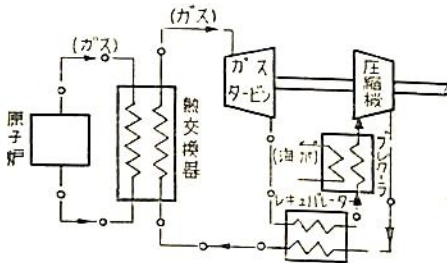 (ガス)
(ガス)
原子炉
熱交換器
ガス
タービン
圧縮機
(海水)
プレクーラ
レキュパレーター